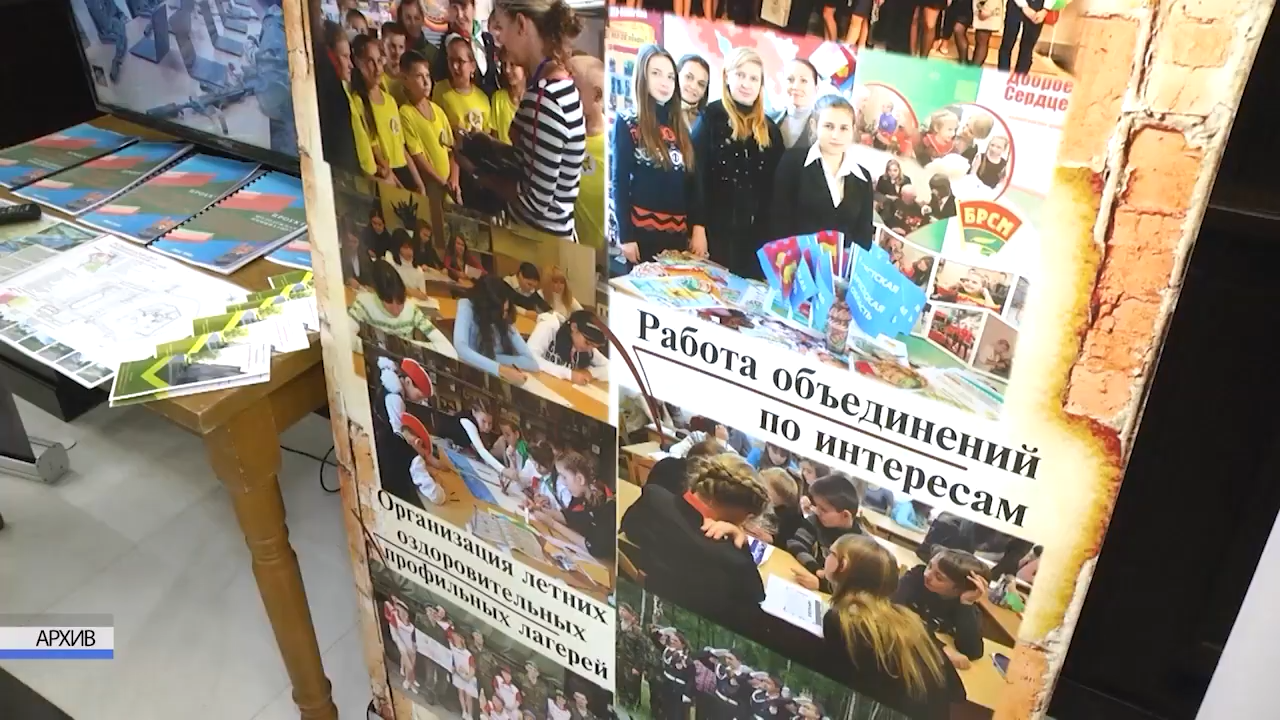 Доброе
Сердце
БРСМ
Работа объединений
по интересам
Организация летних
оздоровительных
профильных лагерей
АРХИВ